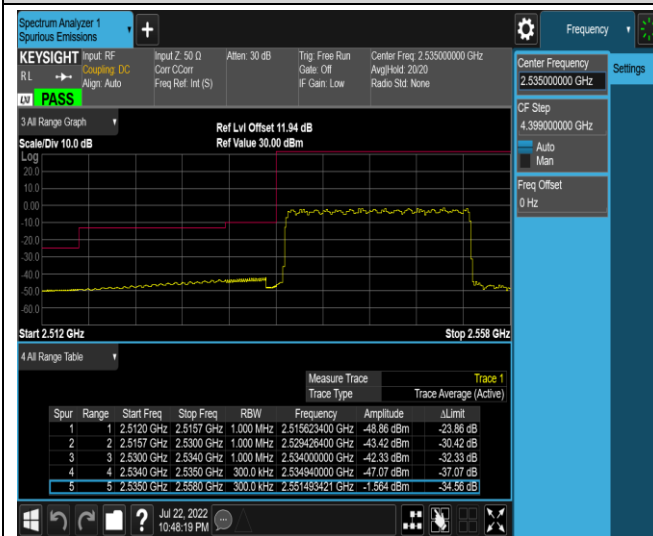 Spectrum Analyzer 1
Spurious Emissions
Frequency
KEYSIGHT Input: RF Input Z: 50 Ω Atten: 30 dB Trig: Free Run Center Freq: 2.535000000 GHz
R L Coupling: DC Corr CCorr Gate: Off Avg|Hold: 20/20
Align: Auto Freq Ref: Int (S) IF Gain: Low Radio Std: None
LXI PASS
Center Frequency
2.535000000 GHz
Settings
CF Step
4.399000000 GHz
Auto
Man
Freq Offset
0 Hz
3 All Range Graph
Ref Lvl Offset 11.94 dB
Scale/Div 10.0 dB Ref Value 30.00 dBm
Log
20.0
10.0
0.00
-10.0
-20.0
-30.0
-40.0
-50.0
-60.0
Start 2.512 GHz Stop 2.558 GHz
4 All Range Table
Measure Trace Trace 1
Trace Type Trace Average (Active)
Spur Range Start Freq Stop Freq RBW Frequency Amplitude ΔLimit
1 1 2.5120 GHz 2.5157 GHz 1.000 MHz 2.515623400 GHz -48.86 dBm -23.86 dB
2 2 2.5157 GHz 2.5300 GHz 1.000 MHz 2.529426400 GHz -43.42 dBm -30.42 dB
3 3 2.5300 GHz 2.5340 GHz 1.000 MHz 2.534000000 GHz -42.33 dBm -32.33 dB
4 4 2.5340 GHz 2.5350 GHz 300.0 kHz 2.534940000 GHz -47.07 dBm -37.07 dB
5 5 2.5350 GHz 2.5580 GHz 300.0 kHz 2.551493421 GHz -1.564 dBm -34.56 dB
? Jul 22, 2022
10:48:19 PM